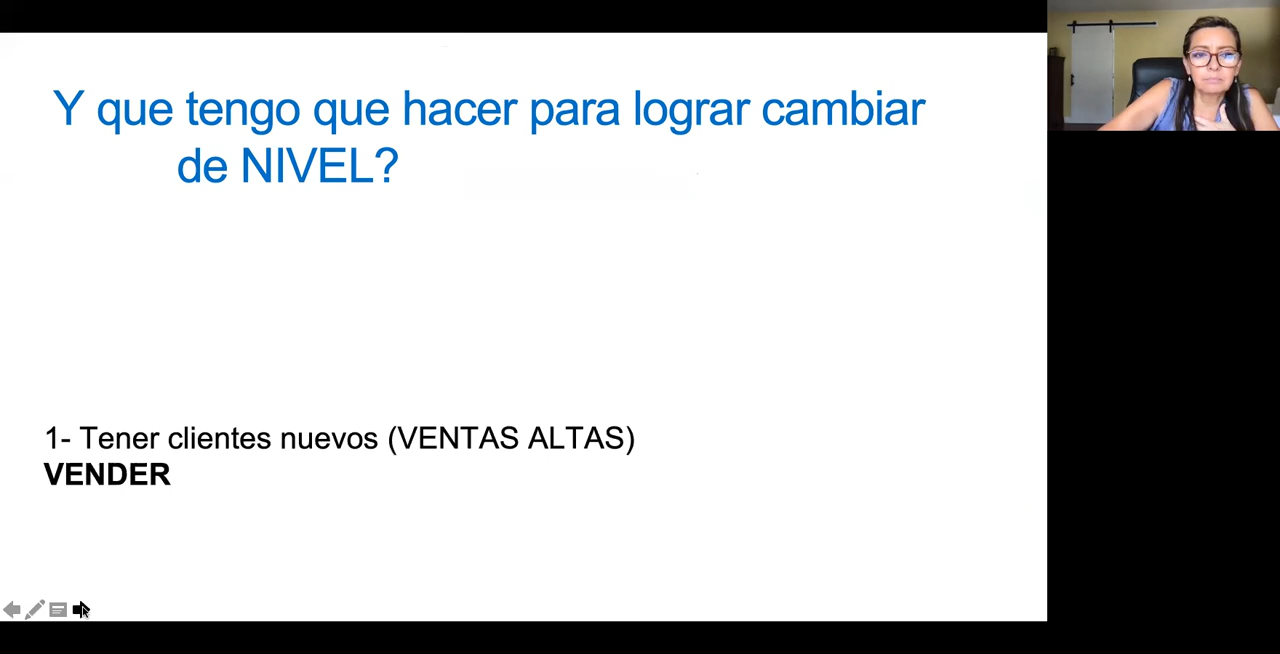 Y que tengo que hacer para lograr cambiar
de NIVEL?
1- Tener clientes nuevos (VENTAS ALTAS)
VENDER